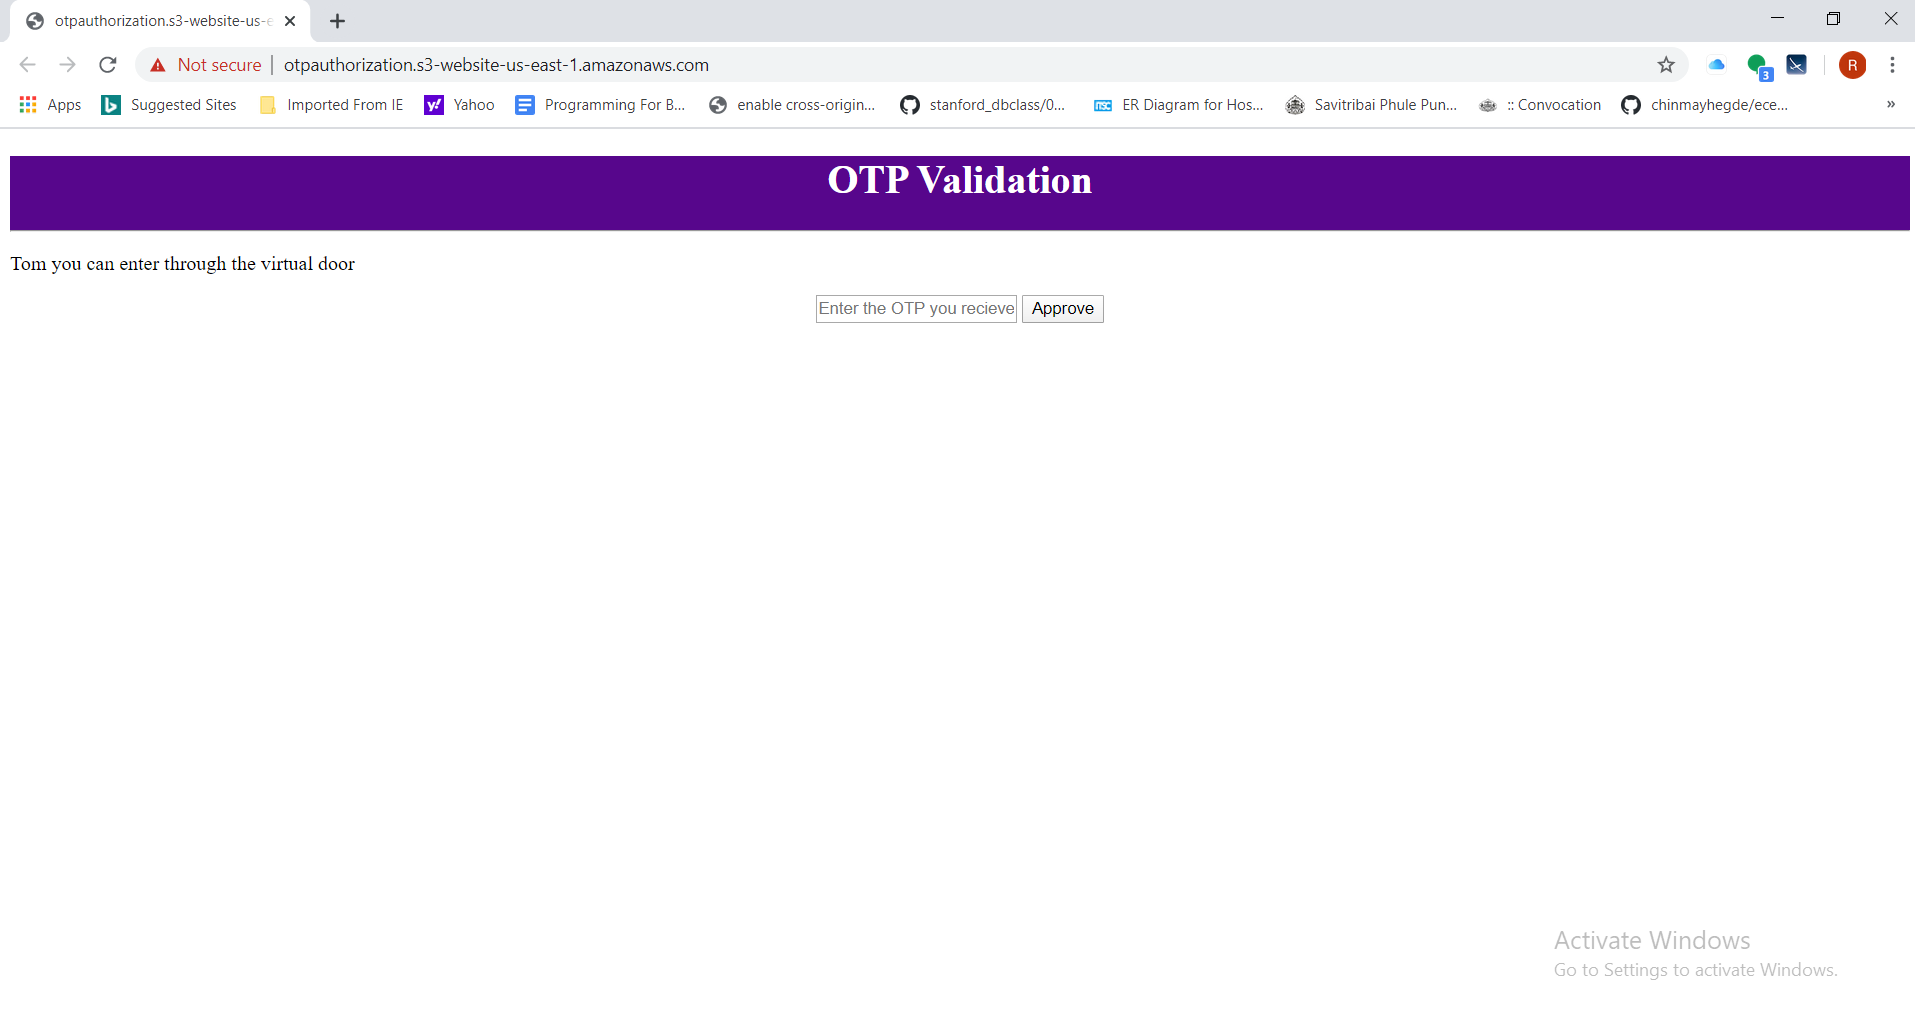 otpauthorization.s3-website-us-e
Not secure
otpauthorization.s3-website-us-east-1.amazonaws.com
3
R
Apps
Suggested Sites
Imported From IE
y!
Yahoo
Programming For B...
enable cross-origin...
stanford_dbclass/0...
ER Diagram for Hos...
Savitribai Phule Pun...
:: Convocation
chinmayhegde/ece...
»
OTP Validation
Tom you can enter through the virtual door
Enter the OTP you recieve
Approve
Activate Windows
Go to Settings to activate Windows.